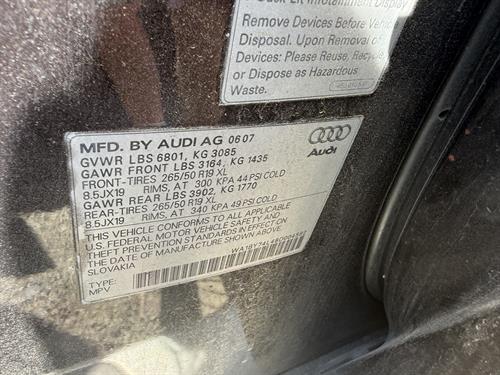 Back-Lit Infotainment Display
Remove Devices Before Vehicle
Disposal. Upon Removal of
Devices: Please Reuse, Recycle
or Dispose as Hazardous
Waste.
MFD. BY AUDI AG 06 07
GVWR LBS 6801, KG 3085
GAWR FRONT LBS 3164, KG 1435
FRONT-TIRES 265/50 R19 XL
8.5JX19 RIMS, AT 300 KPA 44 PSI COLD
GAWR REAR LBS 3902, KG 1770
REAR-TIRES 265/50 R19 XL
8.5JX19 RIMS, AT 340 KPA 49 PSI COLD
THIS VEHICLE CONFORMS TO ALL APPLICABLE
U.S. FEDERAL MOTOR VEHICLE SAFETY STANDARDS IN EFFECT ON
THE DATE OF MANUFACTURE SHOWN ABOVE
SLOVAKIA
TYPE:
MPV
Audi